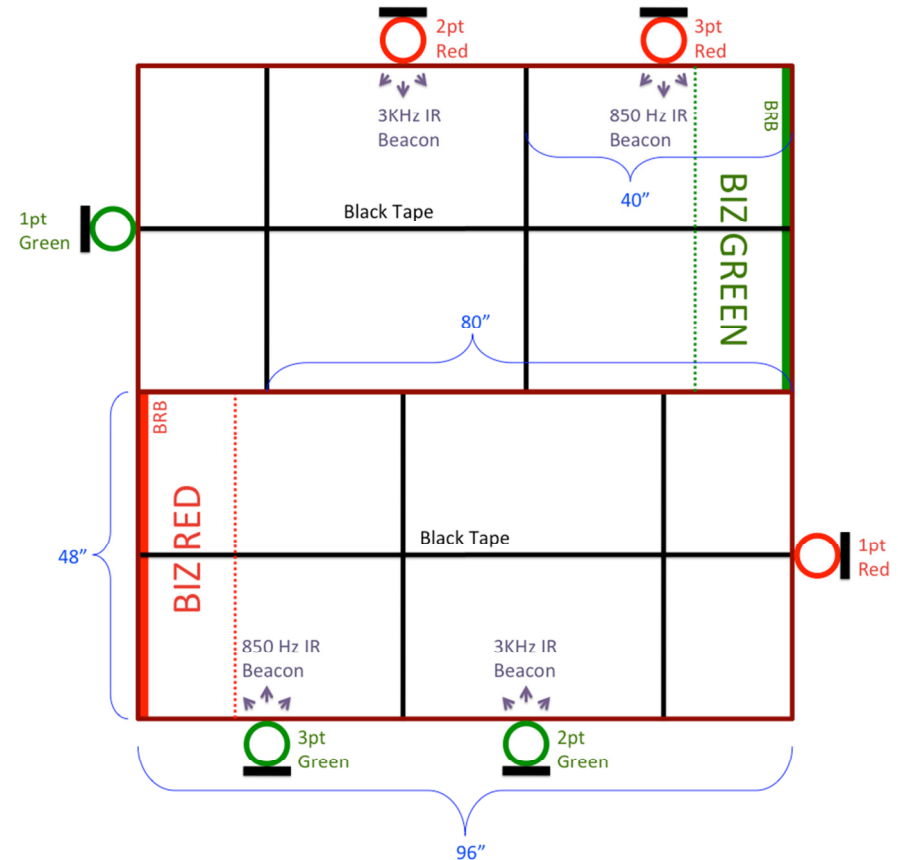 2pt
Red
3pt
Red
3KHz IR
Beacon
850 Hz IR
Beacon
BRB
40”
1pt
Green
Black Tape
BIZ GREEN
80”
BRB
BIZ RED
48”
Black Tape
1pt
Red
850 Hz IR
Beacon
3KHz IR
Beacon
3pt
Green
2pt
Green
96”